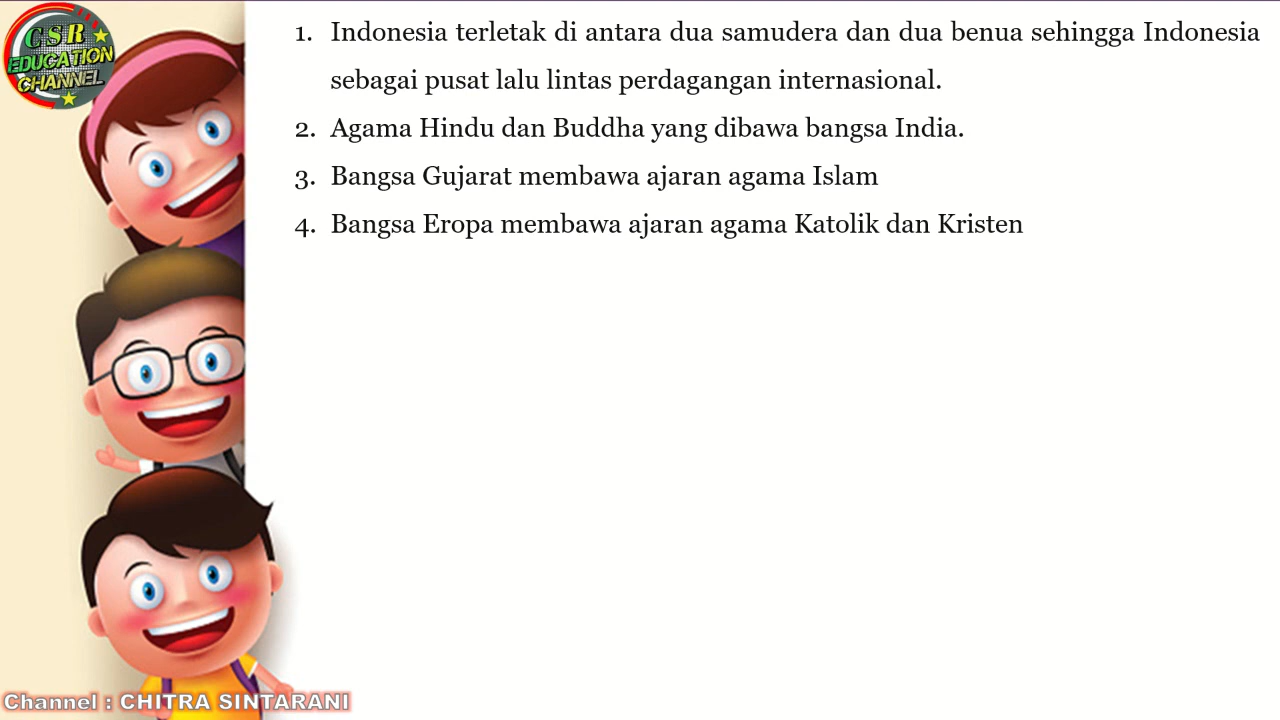 C S R
EDUCATION
CHANNEL
1. Indonesia terletak di antara dua samudera dan dua benua sehingga Indonesia
sebagai pusat lalu lintas perdagangan internasional.
2. Agama Hindu dan Buddha yang dibawa bangsa India.
3. Bangsa Gujarat membawa ajaran agama Islam
4. Bangsa Eropa membawa ajaran agama Katolik dan Kristen
Channel : CHITRA SINTARANI